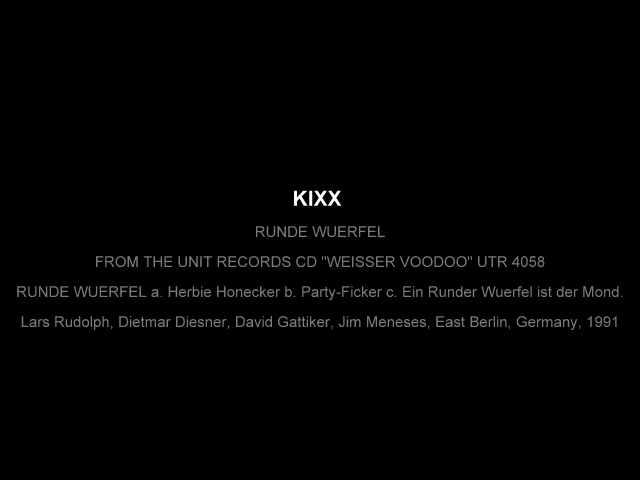 KIXX
RUNDE WUERFEL
FROM THE UNIT RECORDS CD "WEISSER VOODOO" UTR 4058
RUNDE WUERFEL a. Herbie Honecker b. Party-Ficker c. Ein Runder Wuerfel ist der Mond.
Lars Rudolph, Dietmar Diesner, David Gattiker, Jim Meneses, East Berlin, Germany, 1991